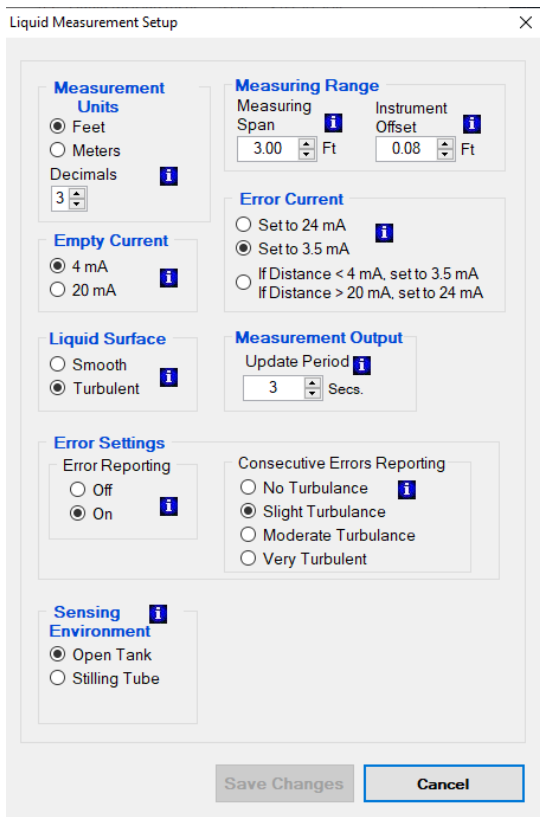 Liquid Measurement Setup
Measurement
Units
Feet
Meters
Decimals
i
3
Measuring Range
Measuring
Span
i
3.00
Ft
Instrument
Offset
i
0.08
Ft
Empty Current
4 mA
20 mA
i
Error Current
Set to 24 mA
Set to 3.5 mA
i
If Distance < 4 mA, set to 3.5 mA
If Distance > 20 mA, set to 24 mA
Liquid Surface
Smooth
Turbulent
i
Measurement Output
Update Period
i
3
Secs.
Error Settings
Error Reporting
Off
On
i
Consecutive Errors Reporting
No Turbulance
i
Slight Turbulance
Moderate Turbulance
Very Turbulent
Sensing
Environment
i
Open Tank
Stilling Tube
Save Changes
Cancel